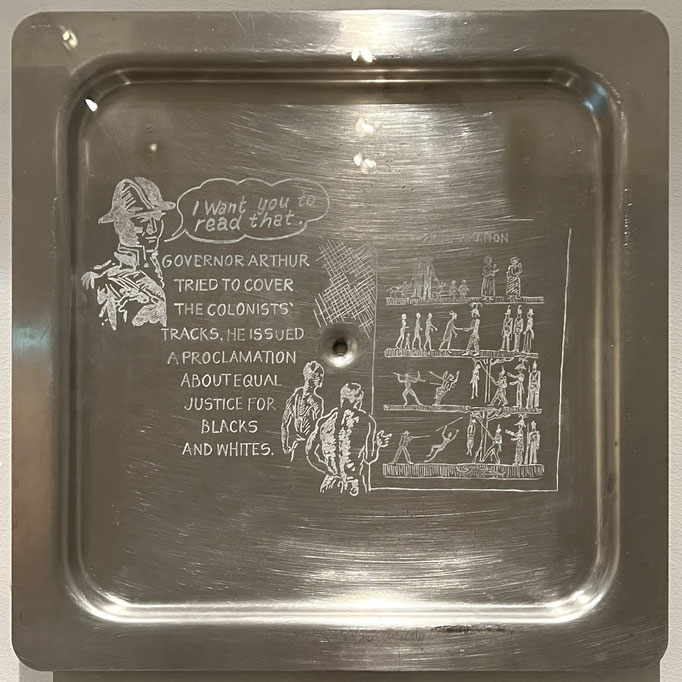 I Want you to
read that.
GOVERNOR ARTHUR
TRIED TO COVER
THE COLONISTS'
TRACKS. HE ISSUED
A PROCLAMATION
ABOUT EQUAL
JUSTICE FOR
BLACKS
AND WHITES.